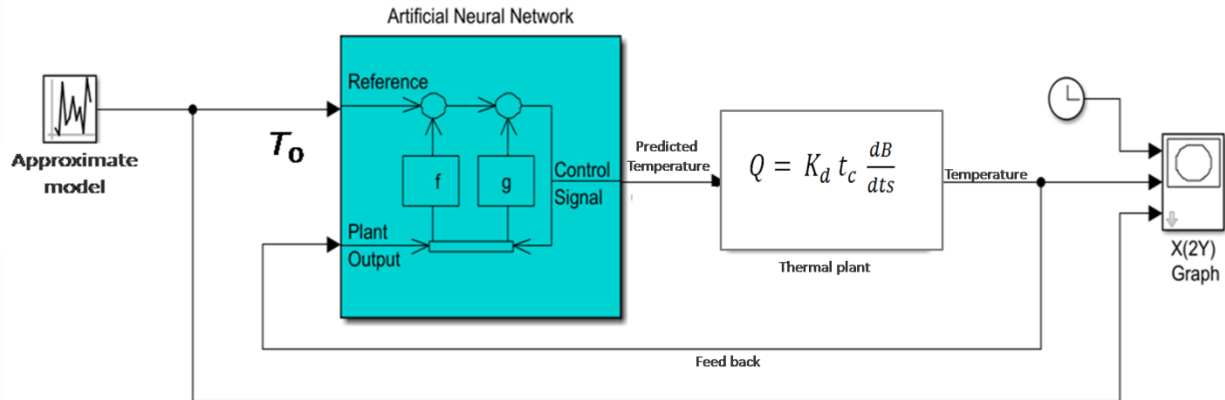 Artificial Neural Network
Reference
Approximate
model
T₀
f
g
Control
Signal
Plant
Output
Predicted
Temperature
Q = K_d t_c dB/dts
Thermal plant
Temperature
X(2Y)
Graph
Feed back